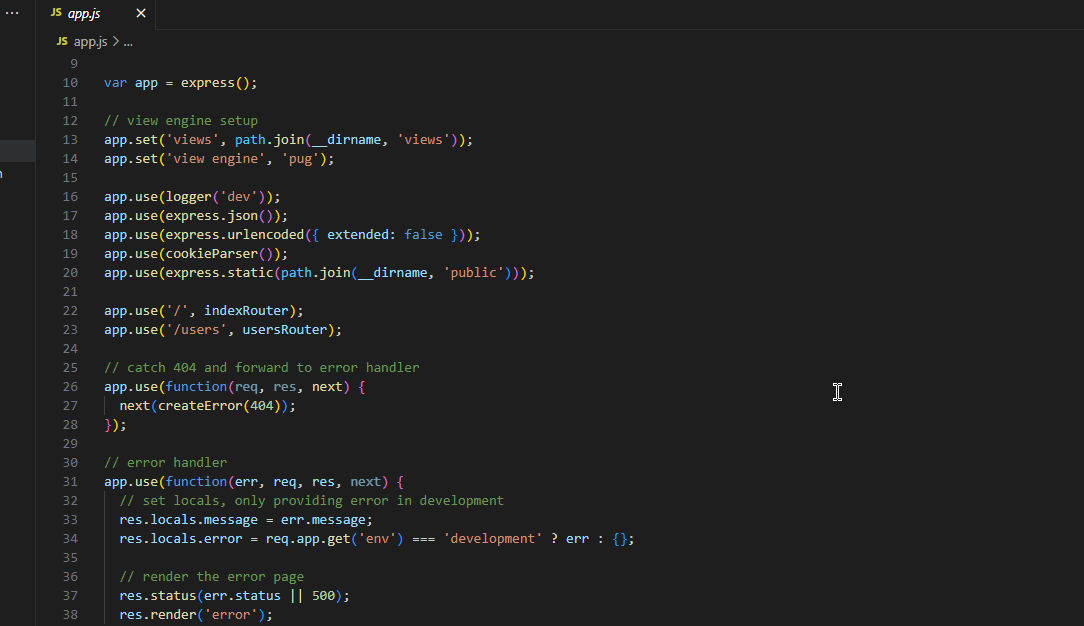 ... JS app.js ×
JS app.js > ...
9
10 var app = express();
11
12 // view engine setup
13 app.set('views', path.join(__dirname, 'views'));
14 app.set('view engine', 'pug');
15
16 app.use(logger('dev'));
17 app.use(express.json());
18 app.use(express.urlencoded({ extended: false }));
19 app.use(cookieParser());
20 app.use(express.static(path.join(__dirname, 'public')));
21
22 app.use('/', indexRouter);
23 app.use('/users', usersRouter);
24
25 // catch 404 and forward to error handler
26 app.use(function(req, res, next) {
27   next(createError(404));
28 });
29
30 // error handler
31 app.use(function(err, req, res, next) {
32   // set locals, only providing error in development
33   res.locals.message = err.message;
34   res.locals.error = req.app.get('env') === 'development' ? err : {};
35
36   // render the error page
37   res.status(err.status || 500);
38   res.render('error');